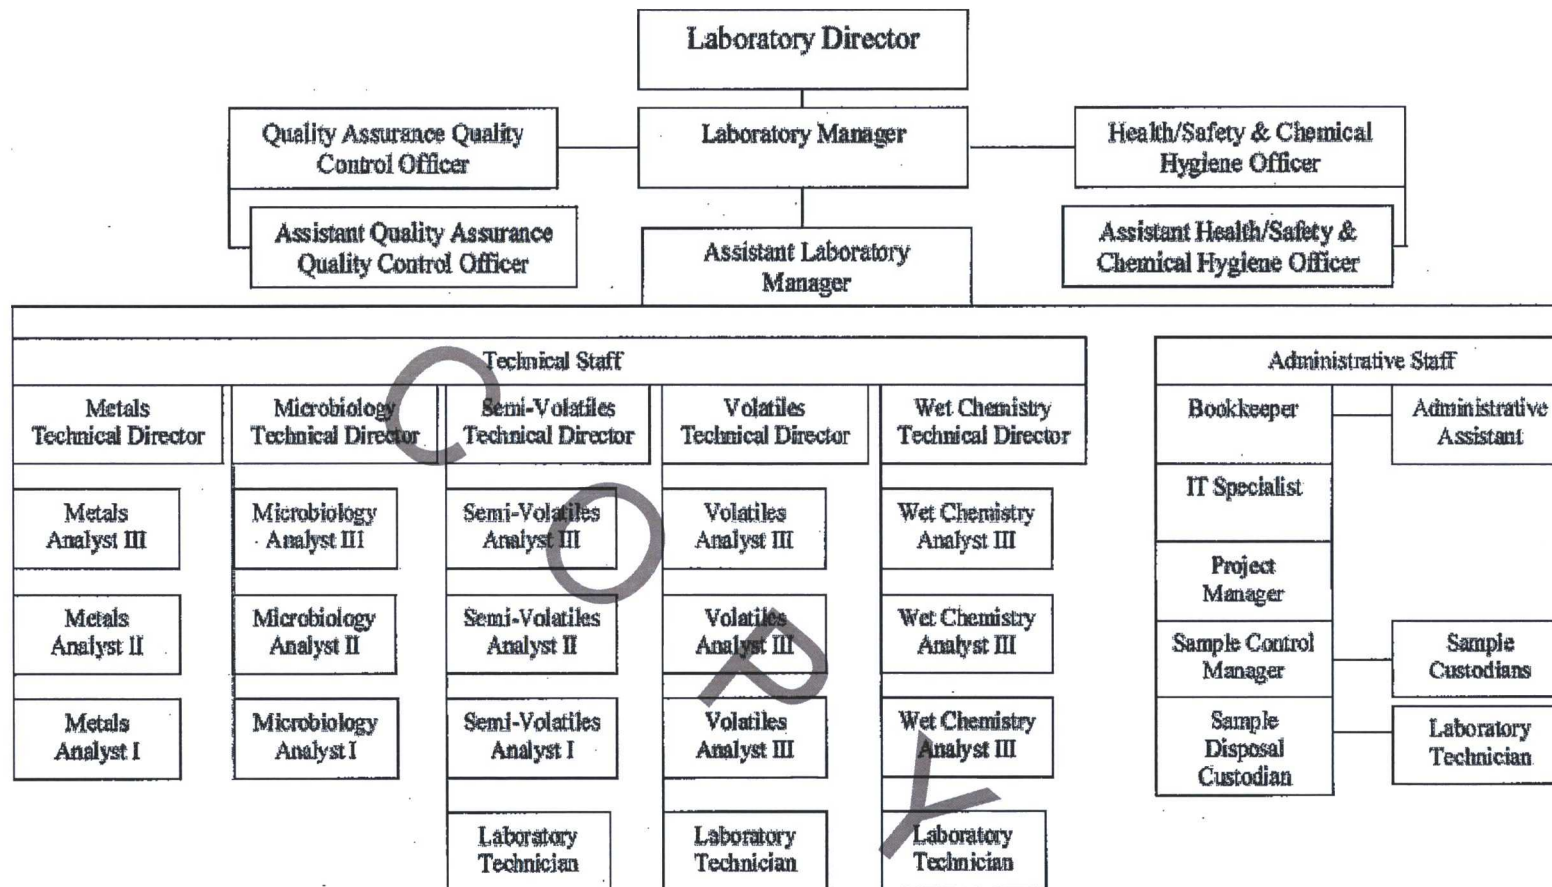 Laboratory Director
Quality Assurance Quality
Control Officer
Laboratory Manager
Health/Safety & Chemical
Hygiene Officer
Assistant Quality Assurance
Quality Control Officer
Assistant Laboratory
Manager
Assistant Health/Safety &
Chemical Hygiene Officer
Technical Staff
Metals
Technical Director
Microbiology
Technical Director
Semi-Volatiles
Technical Director
Volatiles
Technical Director
Wet Chemistry
Technical Director
Metals
Analyst III
Microbiology
Analyst III
Semi-Volatiles
Analyst III
Volatiles
Analyst III
Wet Chemistry
Analyst III
Metals
Analyst II
Microbiology
Analyst II
Semi-Volatiles
Analyst II
Volatiles
Analyst III
Wet Chemistry
Analyst III
Metals
Analyst I
Microbiology
Analyst I
Semi-Volatiles
Analyst I
Volatiles
Analyst III
Wet Chemistry
Analyst III
Laboratory
Technician
Laboratory
Technician
Laboratory
Technician
Administrative Staff
Bookkeeper
Administrative
Assistant
IT Specialist
Project
Manager
Sample Control
Manager
Sample
Custodians
Sample
Disposal
Custodian
Laboratory
Technician
COPY